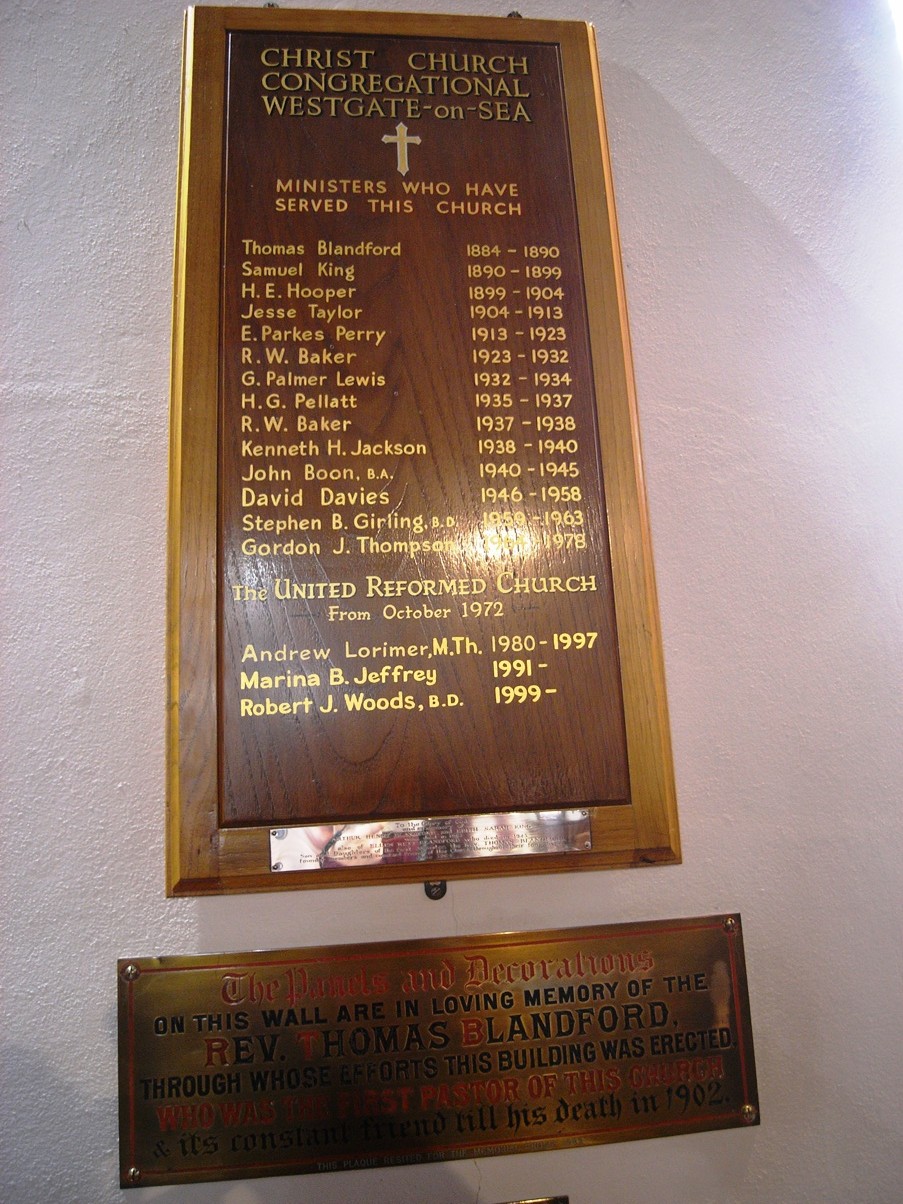 CHRIST CHURCH
CONGREGATIONAL
WESTGATE-on-SEA
MINISTERS WHO HAVE
SERVED THIS CHURCH
Thomas Blandford 1884 - 1890
Samuel King 1890 - 1899
H.E. Hooper 1899 - 1904
Jesse Taylor 1904 - 1913
E. Parkes Perry 1913 - 1923
R.W. Baker 1923 - 1932
G. Palmer Lewis 1932 - 1934
H.G. Pellatt 1935 - 1937
R.W. Baker 1937 - 1938
Kenneth H. Jackson 1938 - 1940
John Boon, B.A. 1940 - 1945
David Davies 1946 - 1958
Stephen B. Girling, B.D. 1959 - 1963
Gordon J. Thompson - 1978
The UNITED REFORMED CHURCH
From October 1972
Andrew Lorimer, M.Th. 1980 - 1997
Marina B. Jeffrey 1991 -
Robert J. Woods, B.D. 1999 -
The Panels and Decorations
ON THIS WALL ARE IN LOVING MEMORY OF THE
REV. THOMAS BLANDFORD,
THROUGH WHOSE EFFORTS THIS BUILDING WAS ERECTED,
WHO WAS THE FIRST PASTOR OF THIS CHURCH
& its constant friend till his death in 1902.
THIS PLAQUE